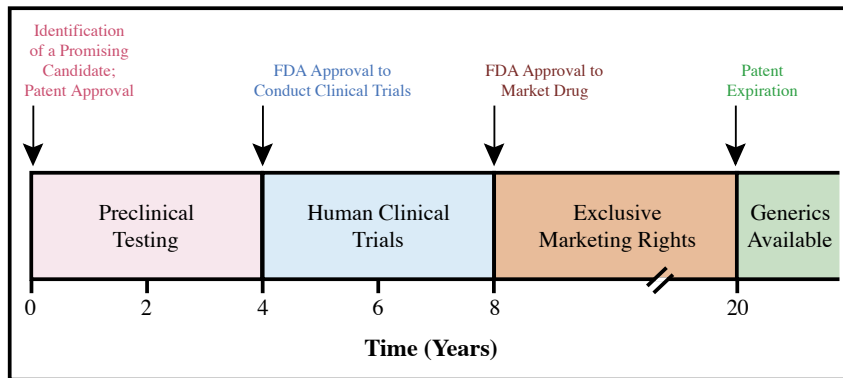 Identification
of a Promising
Candidate;
Patent Approval
FDA Approval to
Conduct Clinical Trials
FDA Approval to
Market Drug
Patent
Expiration
Preclinical
Testing
Human Clinical
Trials
Exclusive
Marketing Rights
Generics
Available
0 2 4 6 8 20
Time (Years)